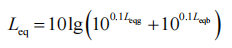 L_eq = 10lg(10^{0.1L_eqg} + 10^{0.1L_eqb})